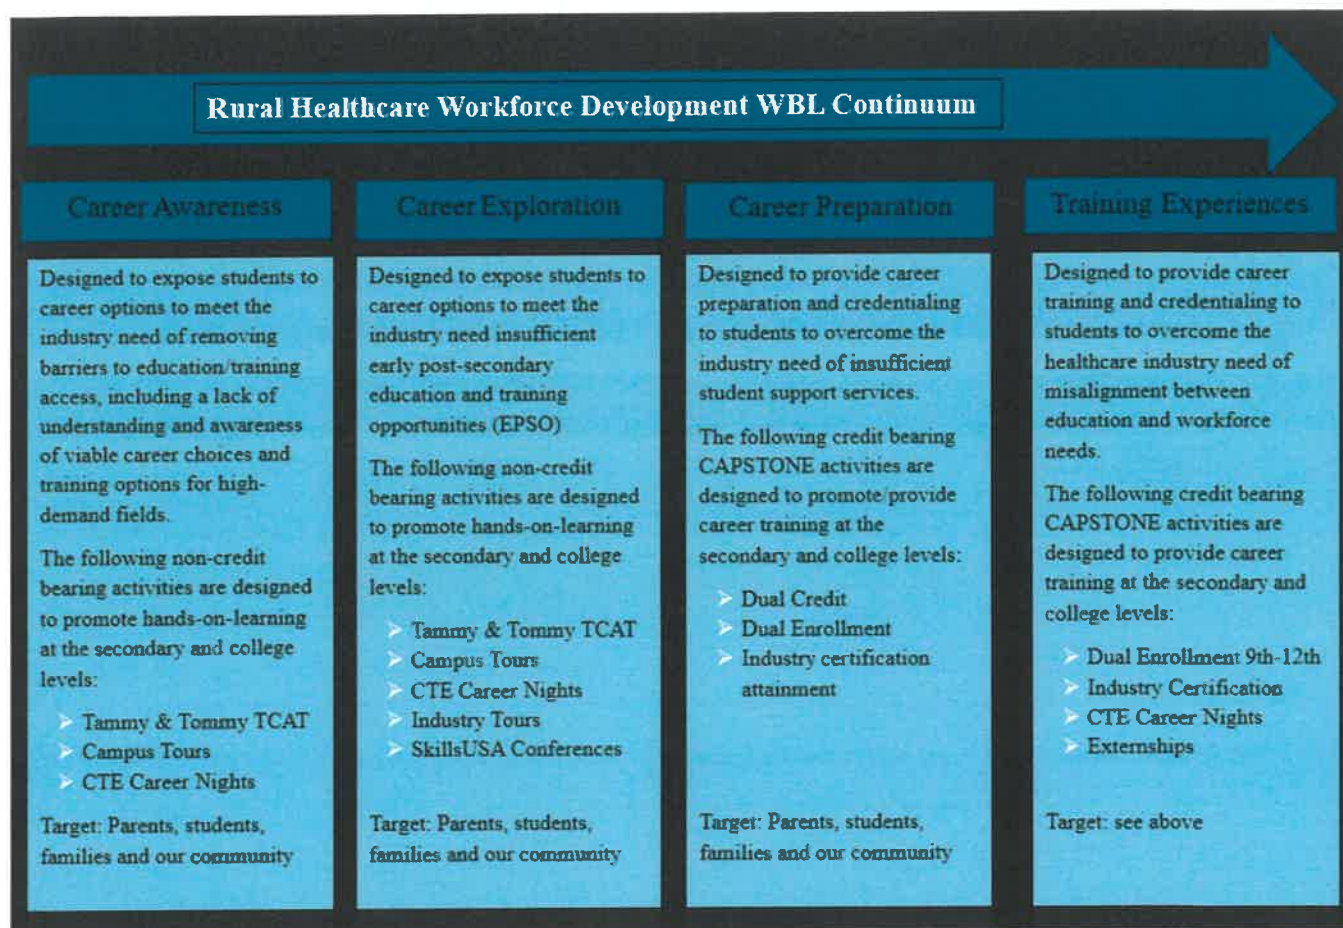 Rural Healthcare Workforce Development WBL Continuum
Career Awareness
Designed to expose students to
career options to meet the
industry need of removing
barriers to education/training
access, including a lack of
understanding and awareness
of viable career choices and
training options for high-
demand fields.
The following non-credit
bearing activities are designed
to promote hands-on-learning
at the secondary and college
levels:
➤ Tammy & Tommy TCAT
➤ Campus Tours
➤ CTE Career Nights
Target: Parents, students,
families and our community
Career Exploration
Designed to expose students to
career options to meet the
industry need insufficient
early post-secondary
education and training
opportunities (EPSO)
The following non-credit
bearing activities are designed
to promote hands-on-learning
at the secondary and college
levels:
➤ Tammy & Tommy TCAT
➤ Campus Tours
➤ CTE Career Nights
➤ Industry Tours
➤ SkillsUSA Conferences
Target: Parents, students,
families and our community
Career Preparation
Designed to provide career
preparation and credentialing
to students to overcome the
industry need of insufficient
student support services.
The following credit bearing
CAPSTONE activities are
designed to promote/provide
career training at the
secondary and college levels:
➤ Dual Credit
➤ Dual Enrollment
➤ Industry certification
attainment
Target: Parents, students,
families and our community
Training Experiences
Designed to provide career
training and credentialing to
students to overcome the
healthcare industry need of
misalignment between
education and workforce
needs.
The following credit bearing
CAPSTONE activities are
designed to provide career
training at the secondary and
college levels:
➤ Dual Enrollment 9th-12th
➤ Industry Certification
➤ CTE Career Nights
➤ Externships
Target: see above